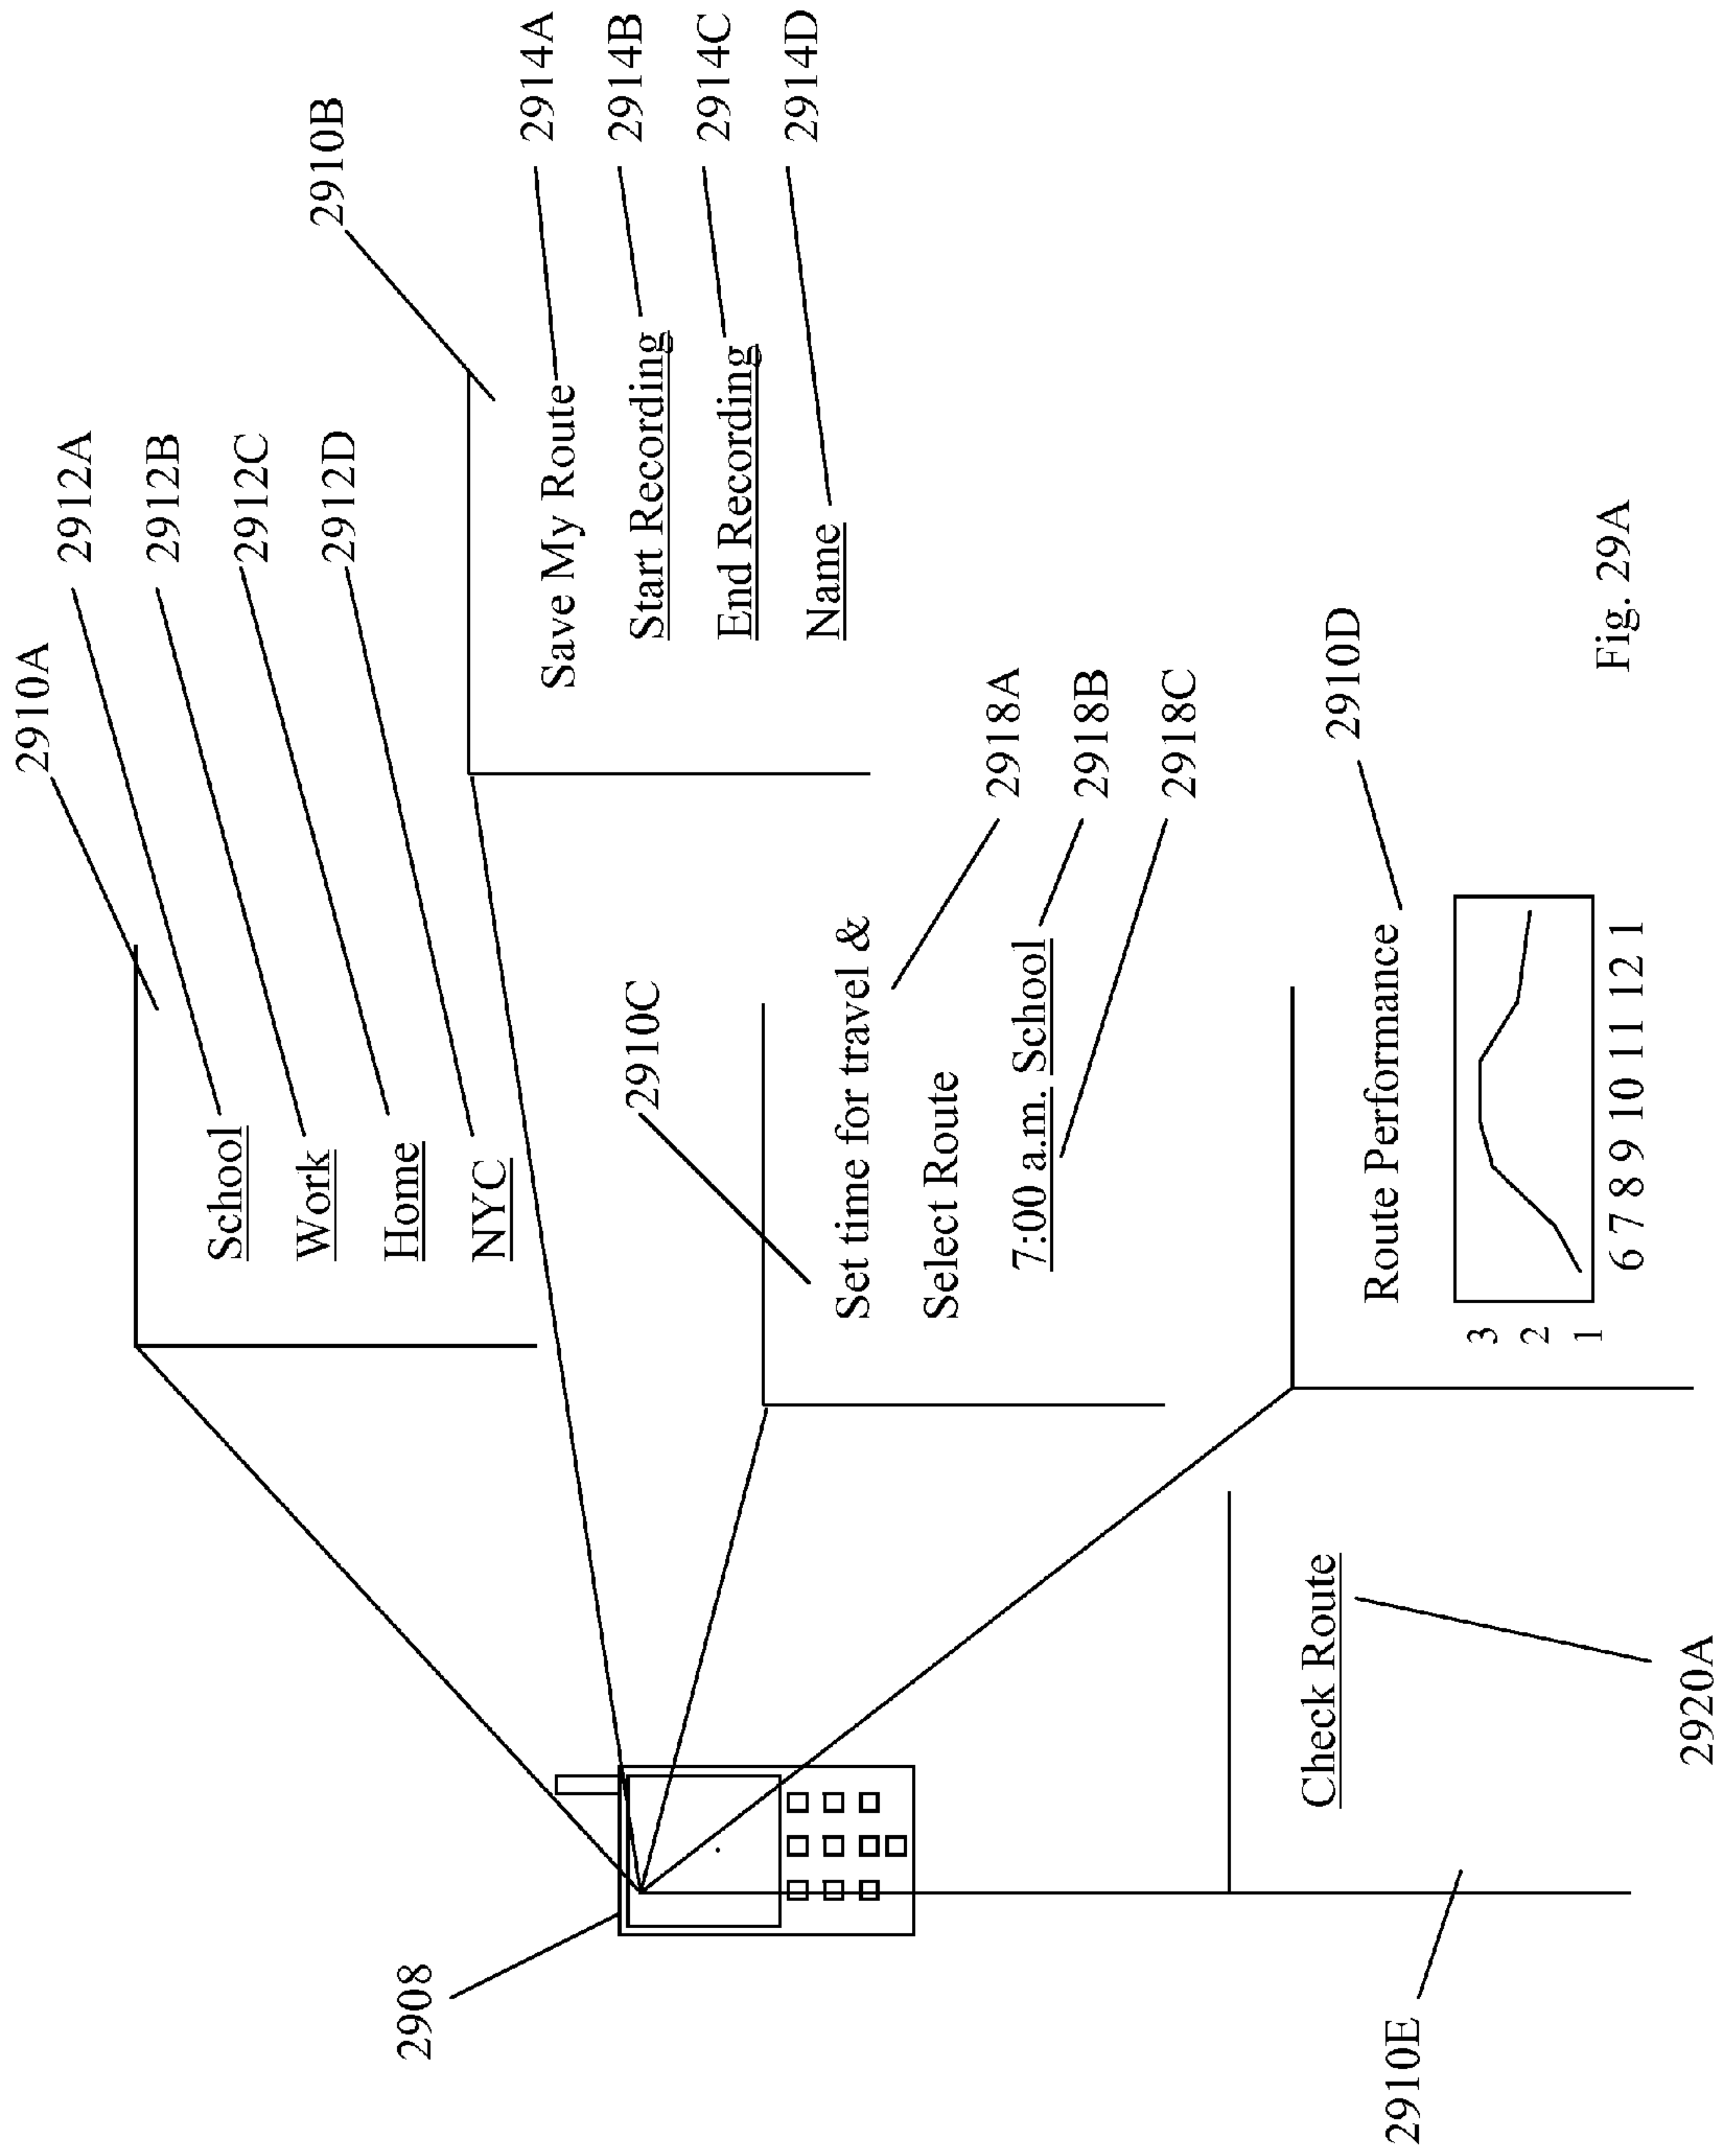 2910A
2912A
2912B
2912C
2912D
School
Work
Home
NYC
2910B
Save My Route
Start Recording
End Recording
Name
2914A
2914B
2914C
2914D
2908
2910C
Set time for travel &
Select Route
7:00 a.m. School
2918A
2918B
2918C
2910E
Check Route
2920A
2910D
Route Performance
3
2
1
6 7 8 9 10 11 12 1
Fig. 29A